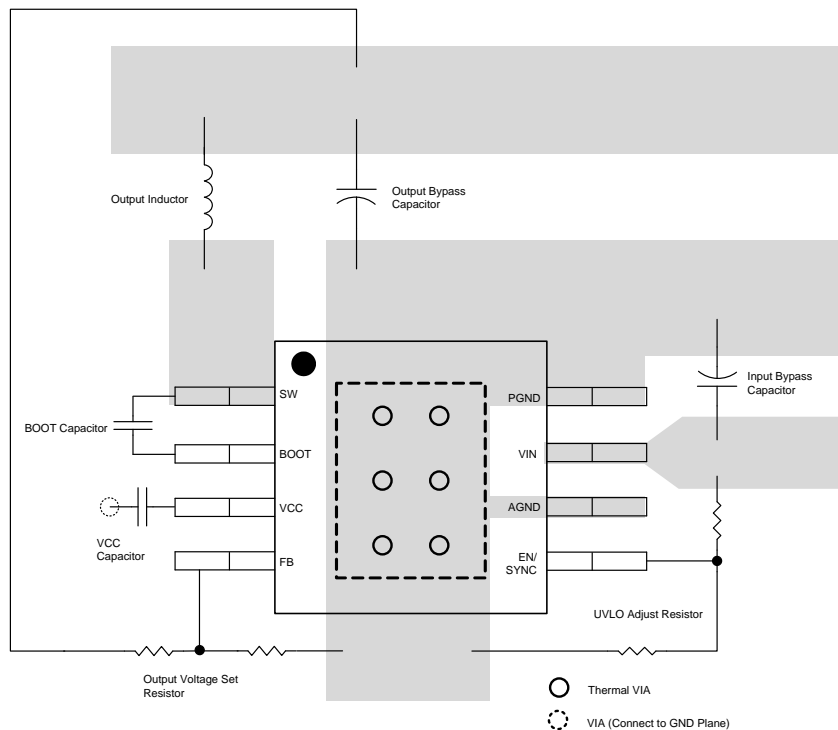 Output Inductor
Output Bypass
Capacitor
Input Bypass
Capacitor
SW
PGND
BOOT Capacitor
BOOT
VIN
VCC
AGND
VCC
Capacitor
FB
EN/
SYNC
UVLO Adjust Resistor
Output Voltage Set
Resistor
Thermal VIA
VIA (Connect to GND Plane)